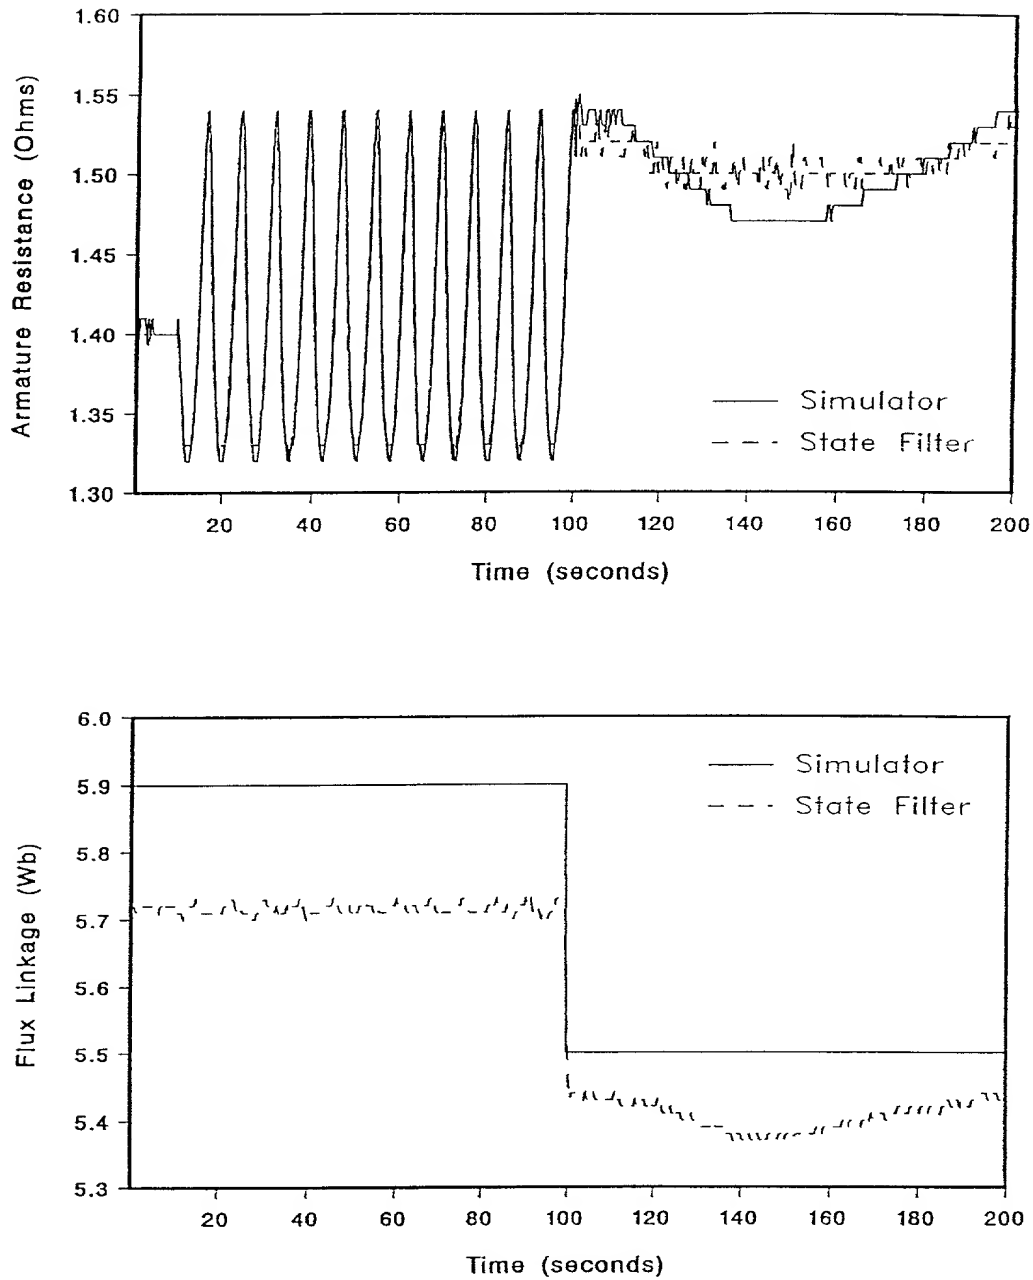 1.60
1.55
1.50
1.45
1.40
1.35
1.30
Armature Resistance (Ohms)
Simulator
State Filter
20 40 60 80 100 120 140 160 180 200
Time (seconds)
6.0
5.9
5.8
5.7
5.6
5.5
5.4
5.3
Flux Linkage (Wb)
Simulator
State Filter
20 40 60 80 100 120 140 160 180 200
Time (seconds)